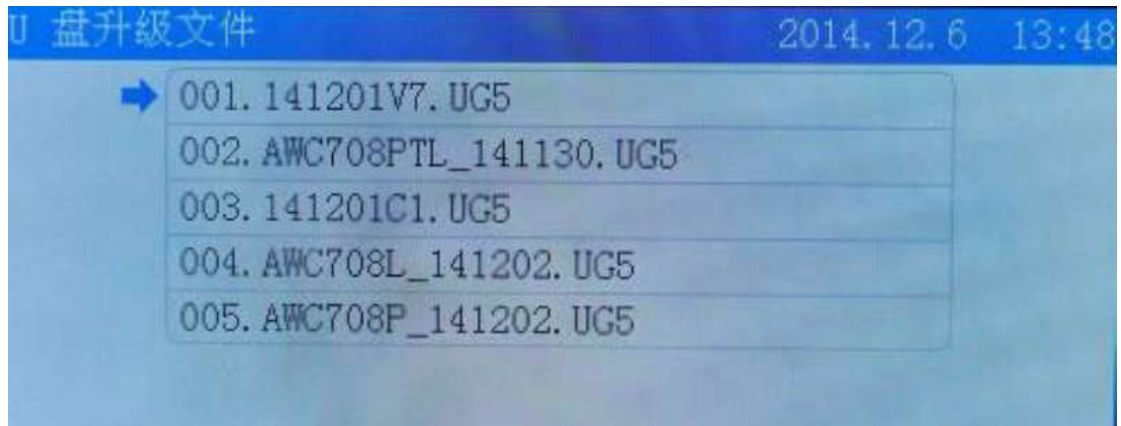 U 盘升级文件 2014.12.6 13:48
001.141201V7.UG5
002.AWC708PTL_141130.UG5
003.141201C1.UG5
004.AWC708L_141202.UG5
005.AWC708P_141202.UG5